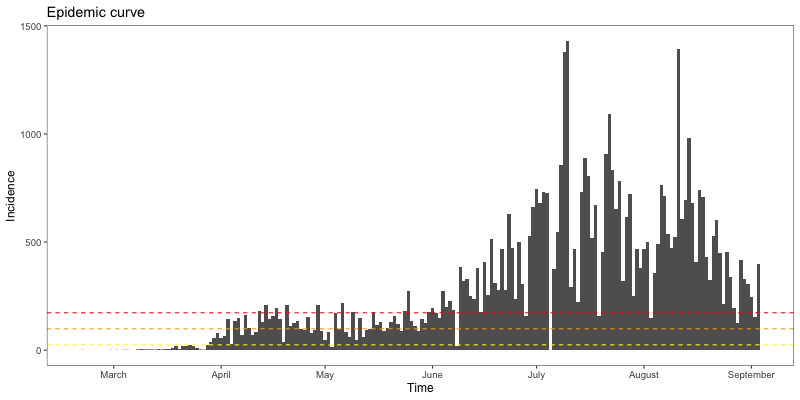 Epidemic curve
Incidence
1500
1000
500
0
March April May June July August September
Time